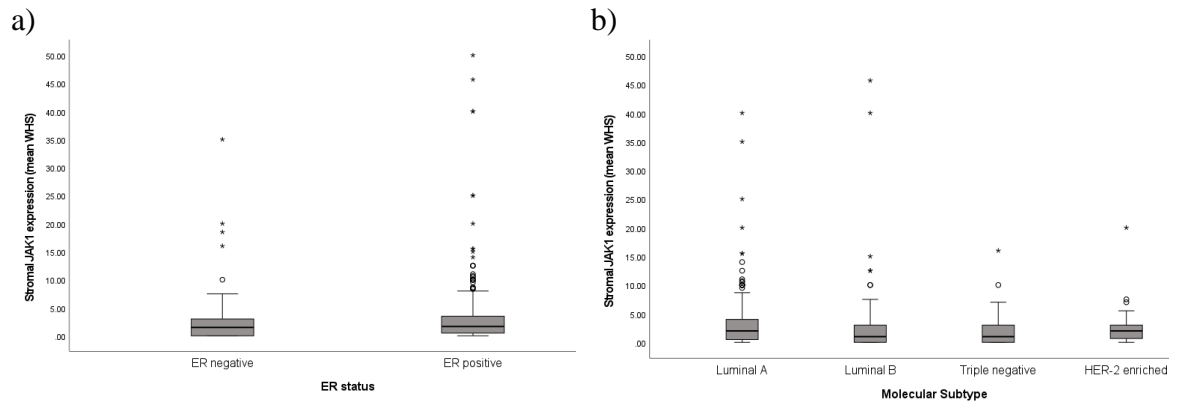 a)
Stromal JAK1 expression (mean WHS)
50.00
45.00
40.00
35.00
30.00
25.00
20.00
15.00
10.00
5.00
.00
ER negative
ER positive
ER status
b)
Stromal JAK1 expression (mean WHS)
50.00
45.00
40.00
35.00
30.00
25.00
20.00
15.00
10.00
5.00
.00
Luminal A
Luminal B
Triple negative
HER-2 enriched
Molecular Subtype